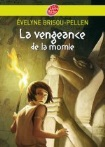 ÉVELYNE BRISOU-PELLEN
La vengeance
de la momie